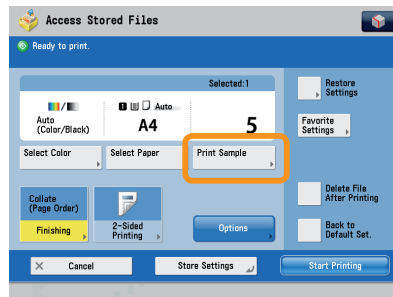 Access Stored Files
Ready to print.
Selected:1
Auto
Auto
(Color/Black)
A4
5
Select Color
Select Paper
Print Sample
Collate
(Page Order)
Finishing
2-Sided
Printing
Options
Restore
Settings
Favorite
Settings
Delete File
After Printing
Back to
Default Set.
Cancel
Store Settings
Start Printing